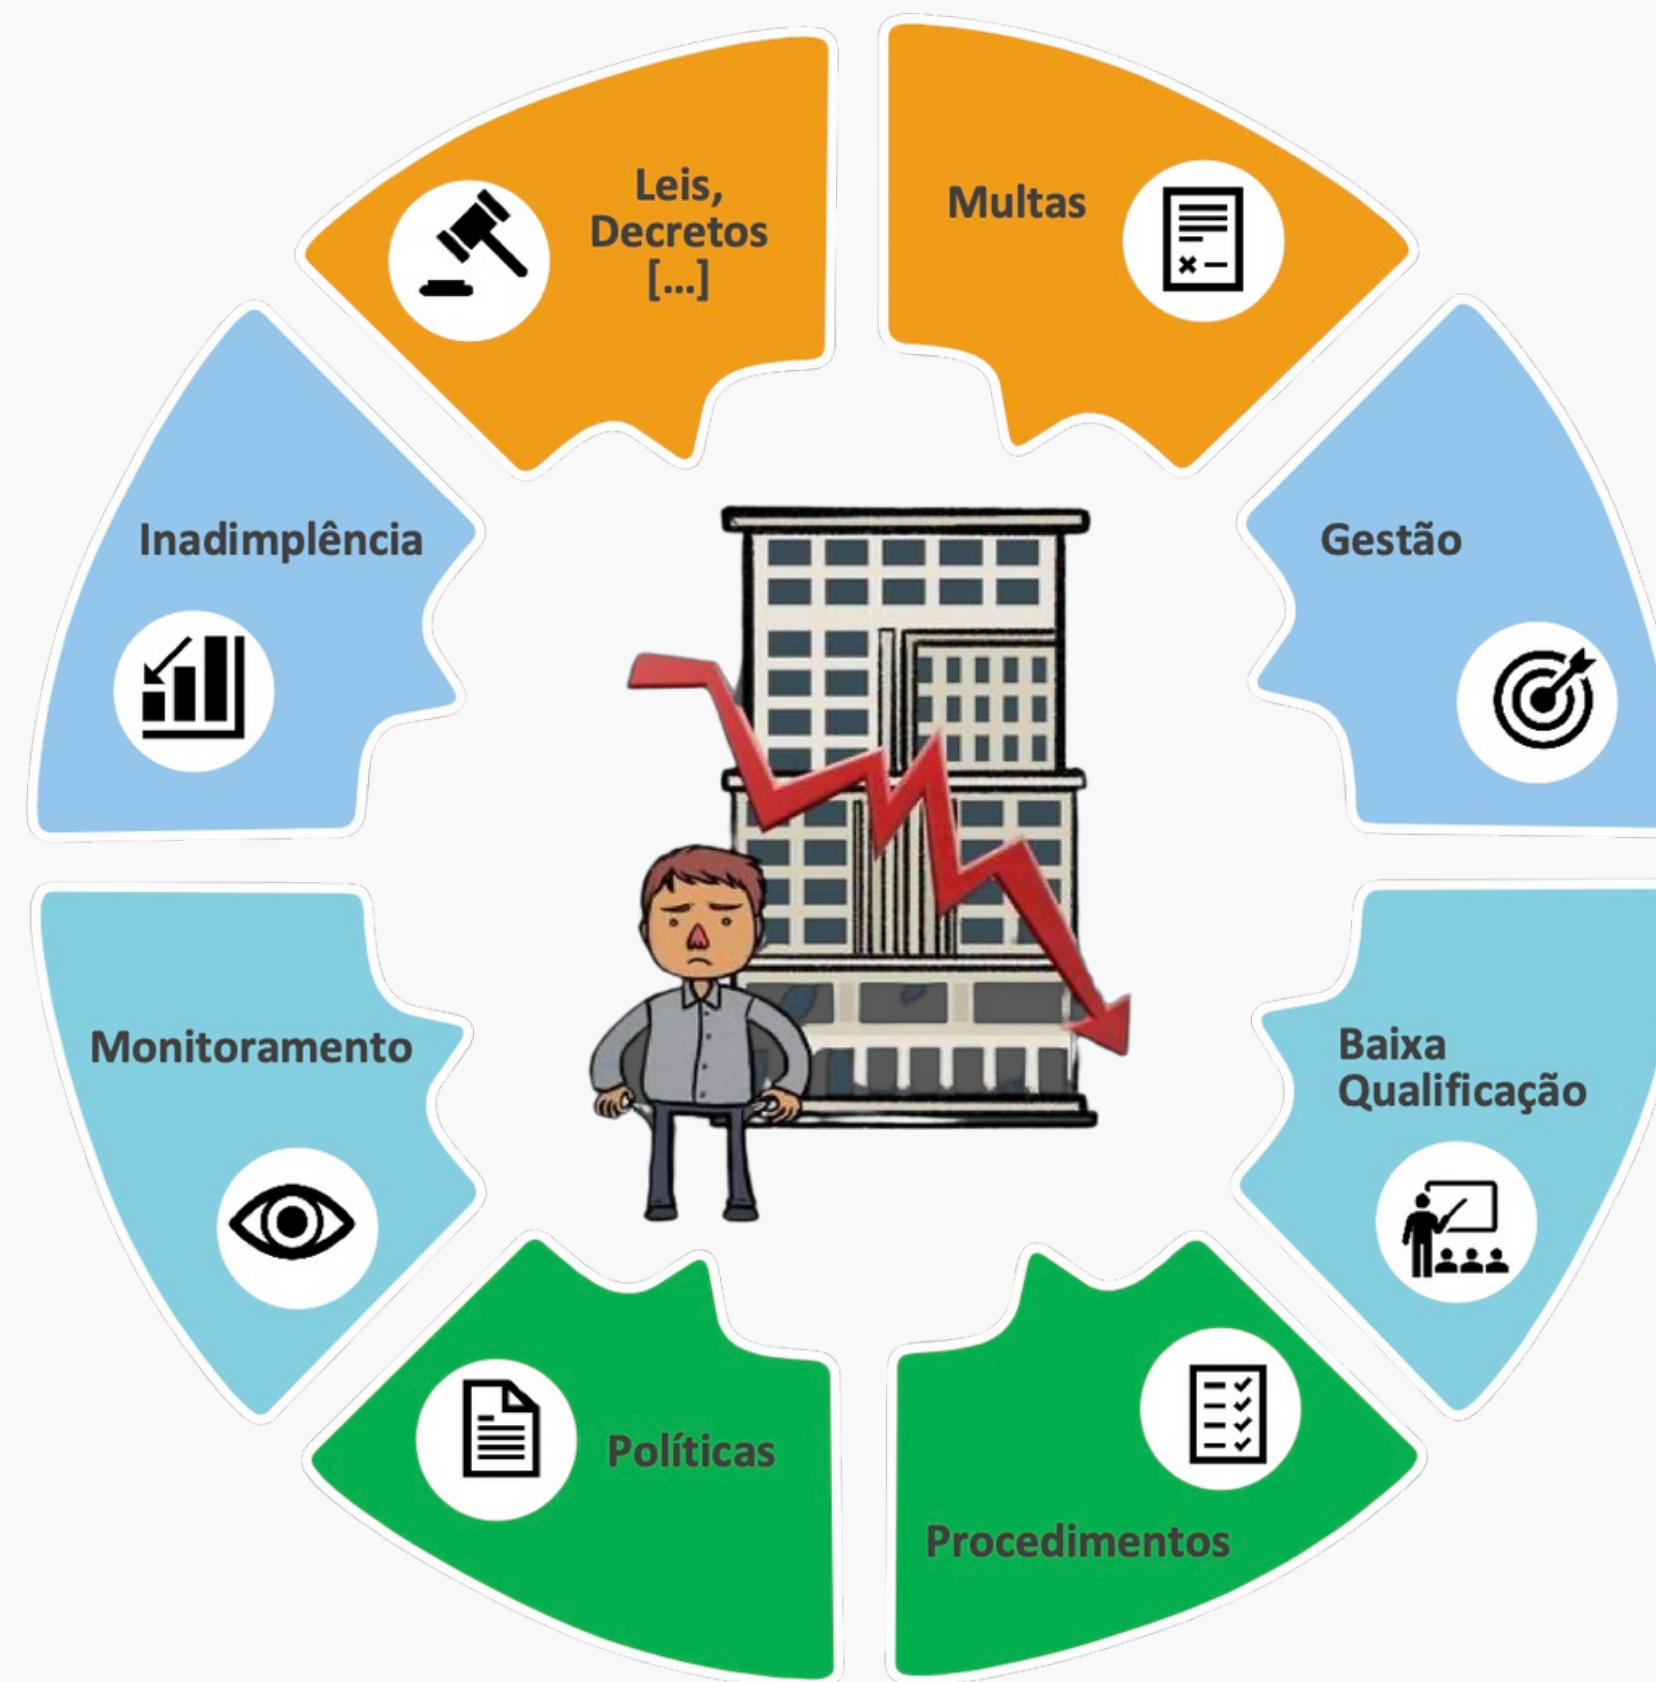 Leis,
Decretos
[...]
Multas
Inadimplência
Gestão
Monitoramento
Baixa
Qualificação
Políticas
Procedimentos